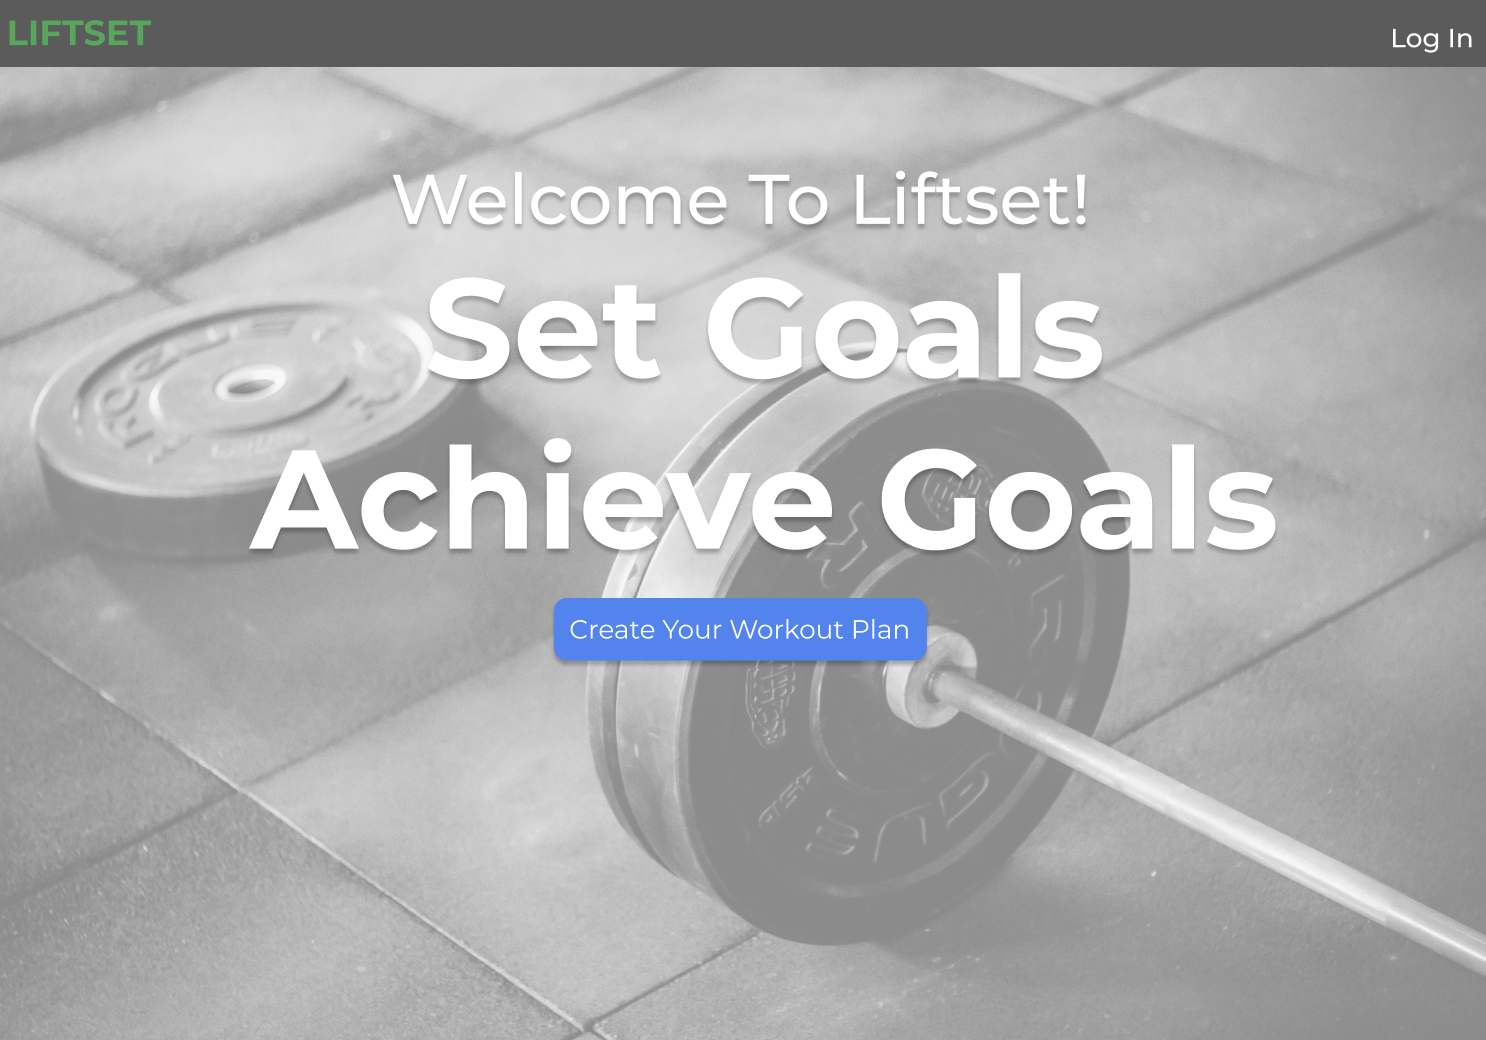 LIFTSET
Log In
Welcome To Liftset!
Set Goals
Achieve Goals
Create Your Workout Plan